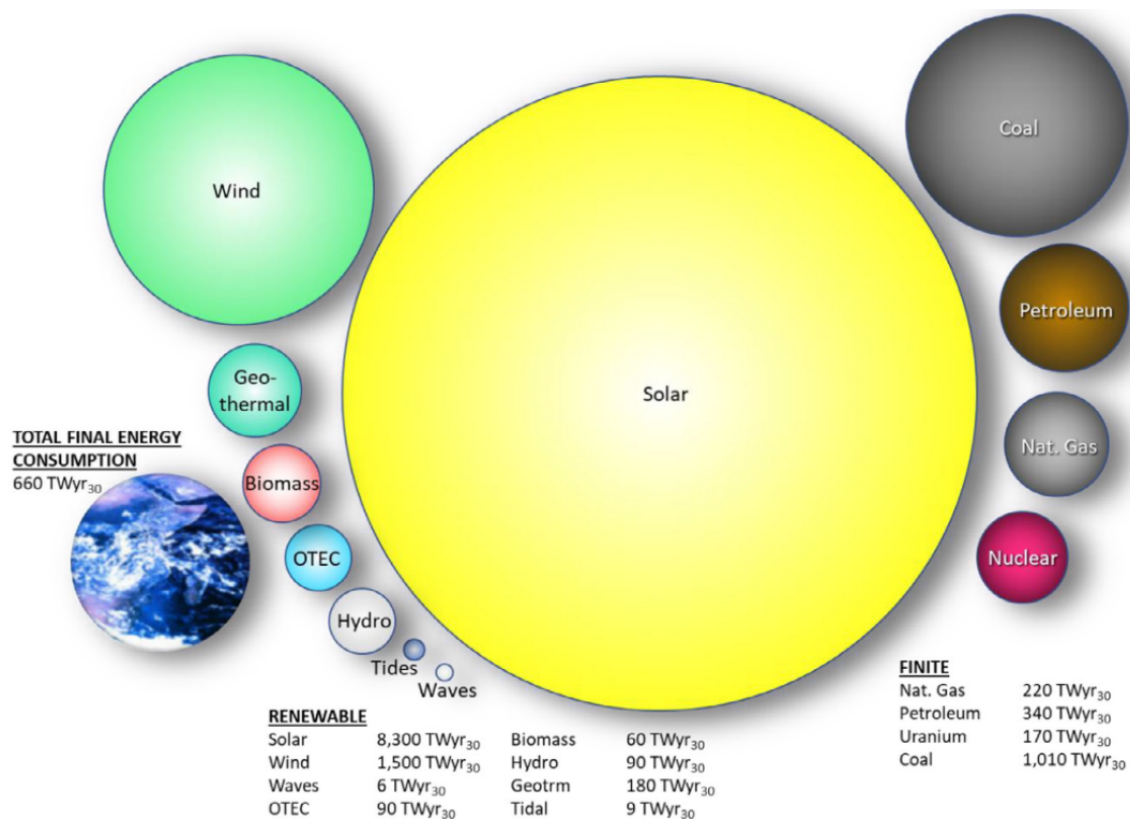 Wind
Coal
Petroleum
Geo-
thermal
Solar
TOTAL FINAL ENERGY
CONSUMPTION
660 TWyr₃₀
Nat. Gas
Biomass
OTEC
Nuclear
Hydro
Tides
Waves
RENEWABLE
Solar 8,300 TWyr₃₀ Biomass 60 TWyr₃₀
Wind 1,500 TWyr₃₀ Hydro 90 TWyr₃₀
Waves 6 TWyr₃₀ Geotrm 180 TWyr₃₀
OTEC 90 TWyr₃₀ Tidal 9 TWyr₃₀
FINITE
Nat. Gas 220 TWyr₃₀
Petroleum 340 TWyr₃₀
Uranium 170 TWyr₃₀
Coal 1,010 TWyr₃₀